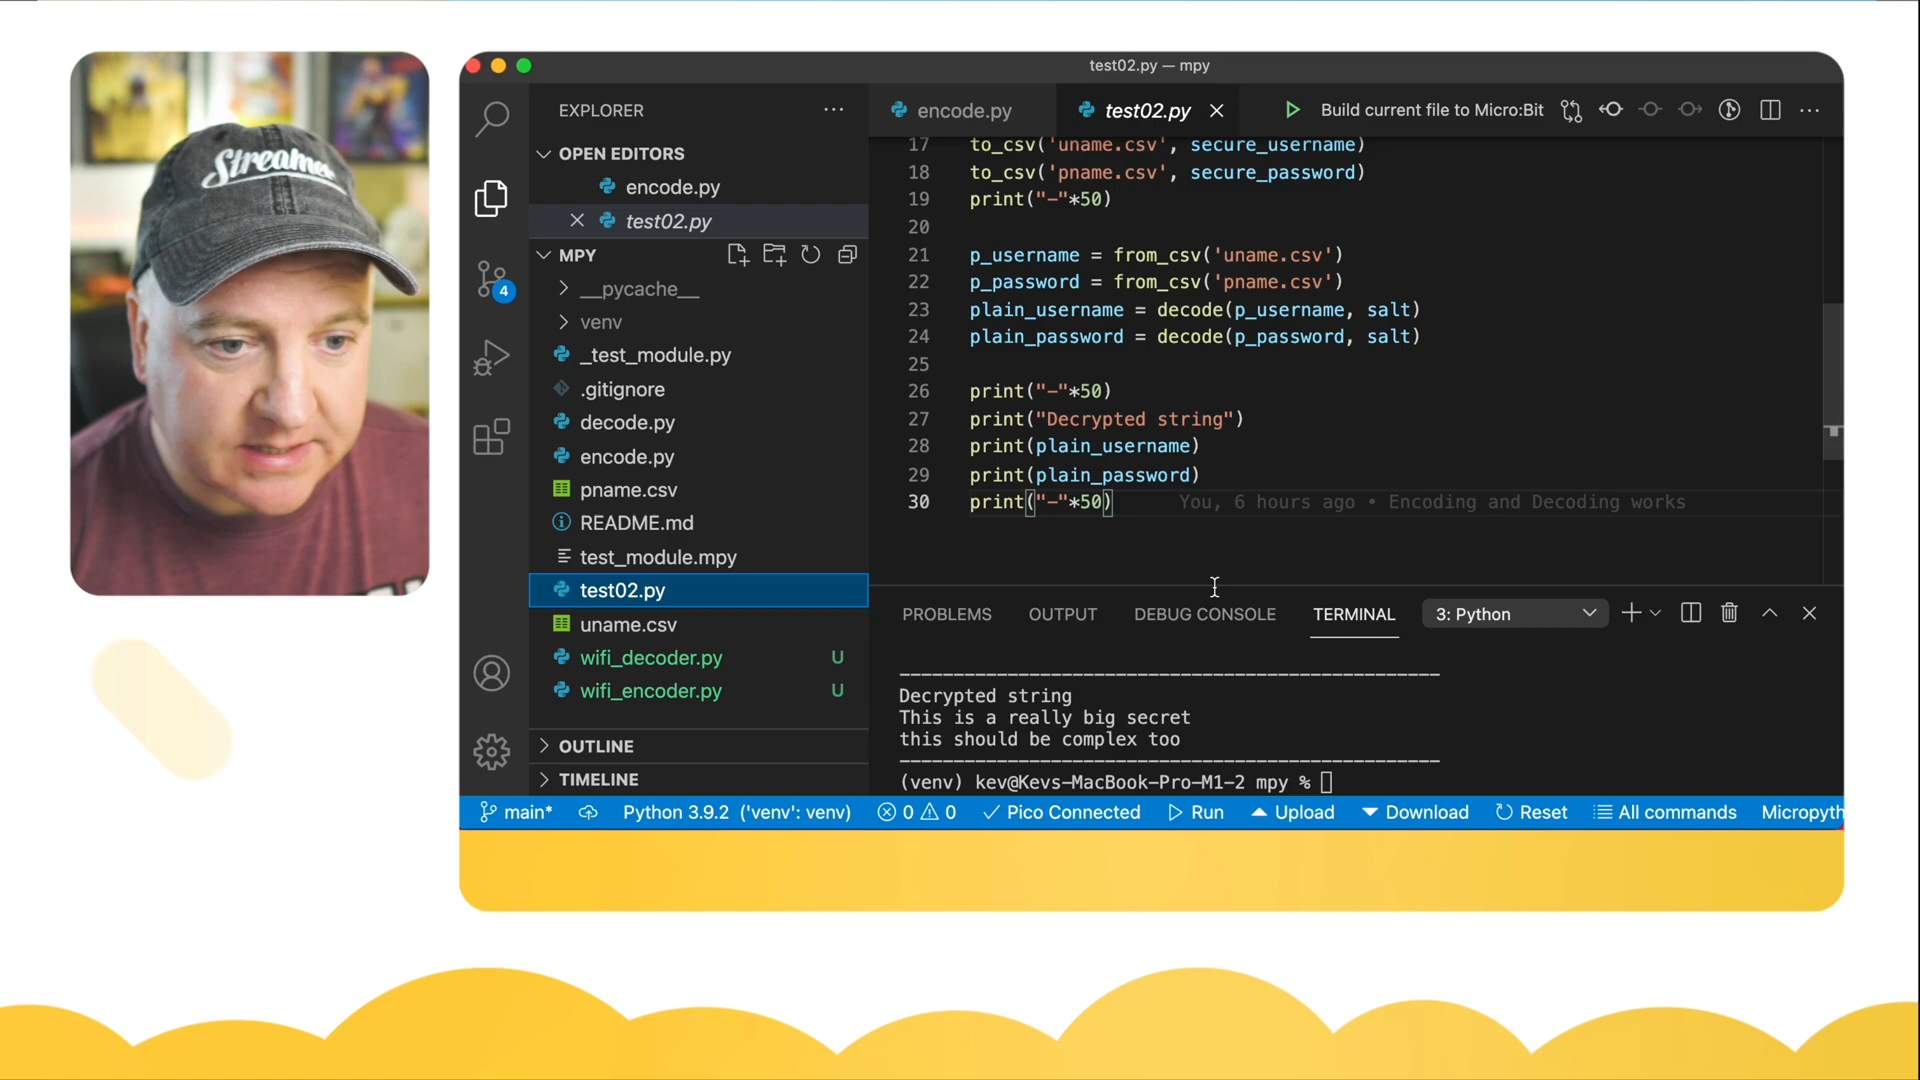 Streamer
test02.py — mpy
EXPLORER
OPEN EDITORS
encode.py
test02.py
MPY
__pycache__
venv
_test_module.py
.gitignore
decode.py
encode.py
pname.csv
README.md
test_module.mpy
test02.py
uname.csv
wifi_decoder.py U
wifi_encoder.py U
OUTLINE
TIMELINE
4
encode.py
test02.py
Build current file to Micro:Bit
17 to_csv('uname.csv', secure_username)
18 to_csv('pname.csv', secure_password)
19 print("-"*50)
20
21 p_username = from_csv('uname.csv')
22 p_password = from_csv('pname.csv')
23 plain_username = decode(p_username, salt)
24 plain_password = decode(p_password, salt)
25
26 print("-"*50)
27 print("Decrypted string")
28 print(plain_username)
29 print(plain_password)
30 print("-"*50) You, 6 hours ago • Encoding and Decoding works
PROBLEMS OUTPUT DEBUG CONSOLE TERMINAL 3: Python
--------------------------------------------------
Decrypted string
This is a really big secret
this should be complex too
--------------------------------------------------
(venv) kev@Kevs-MacBook-Pro-M1-2 mpy %
main* Python 3.9.2 ('venv': venv) 0 0 Pico Connected Run Upload Download Reset All commands Micropyth